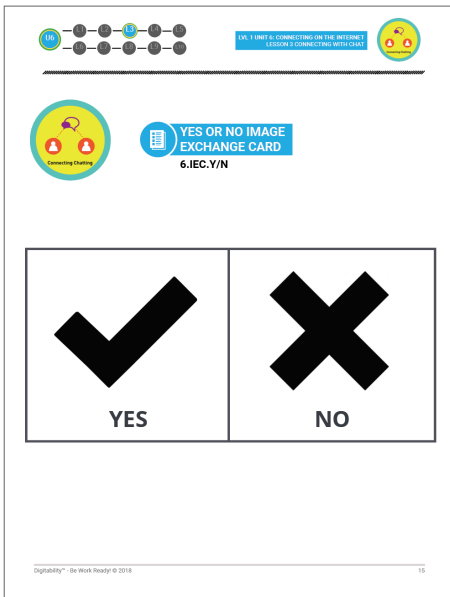 U6
L1
L2
L3
L4
L5
L6
L7
L8
L9
LVL 1 UNIT 6: CONNECTING ON THE INTERNET
LESSON 3 CONNECTING WITH CHAT
Connecting Chatting
Connecting Chatting
YES OR NO IMAGE
EXCHANGE CARD
6.IEC.Y/N
YES
NO
Digitability™ - Be Work Ready! © 2018
15